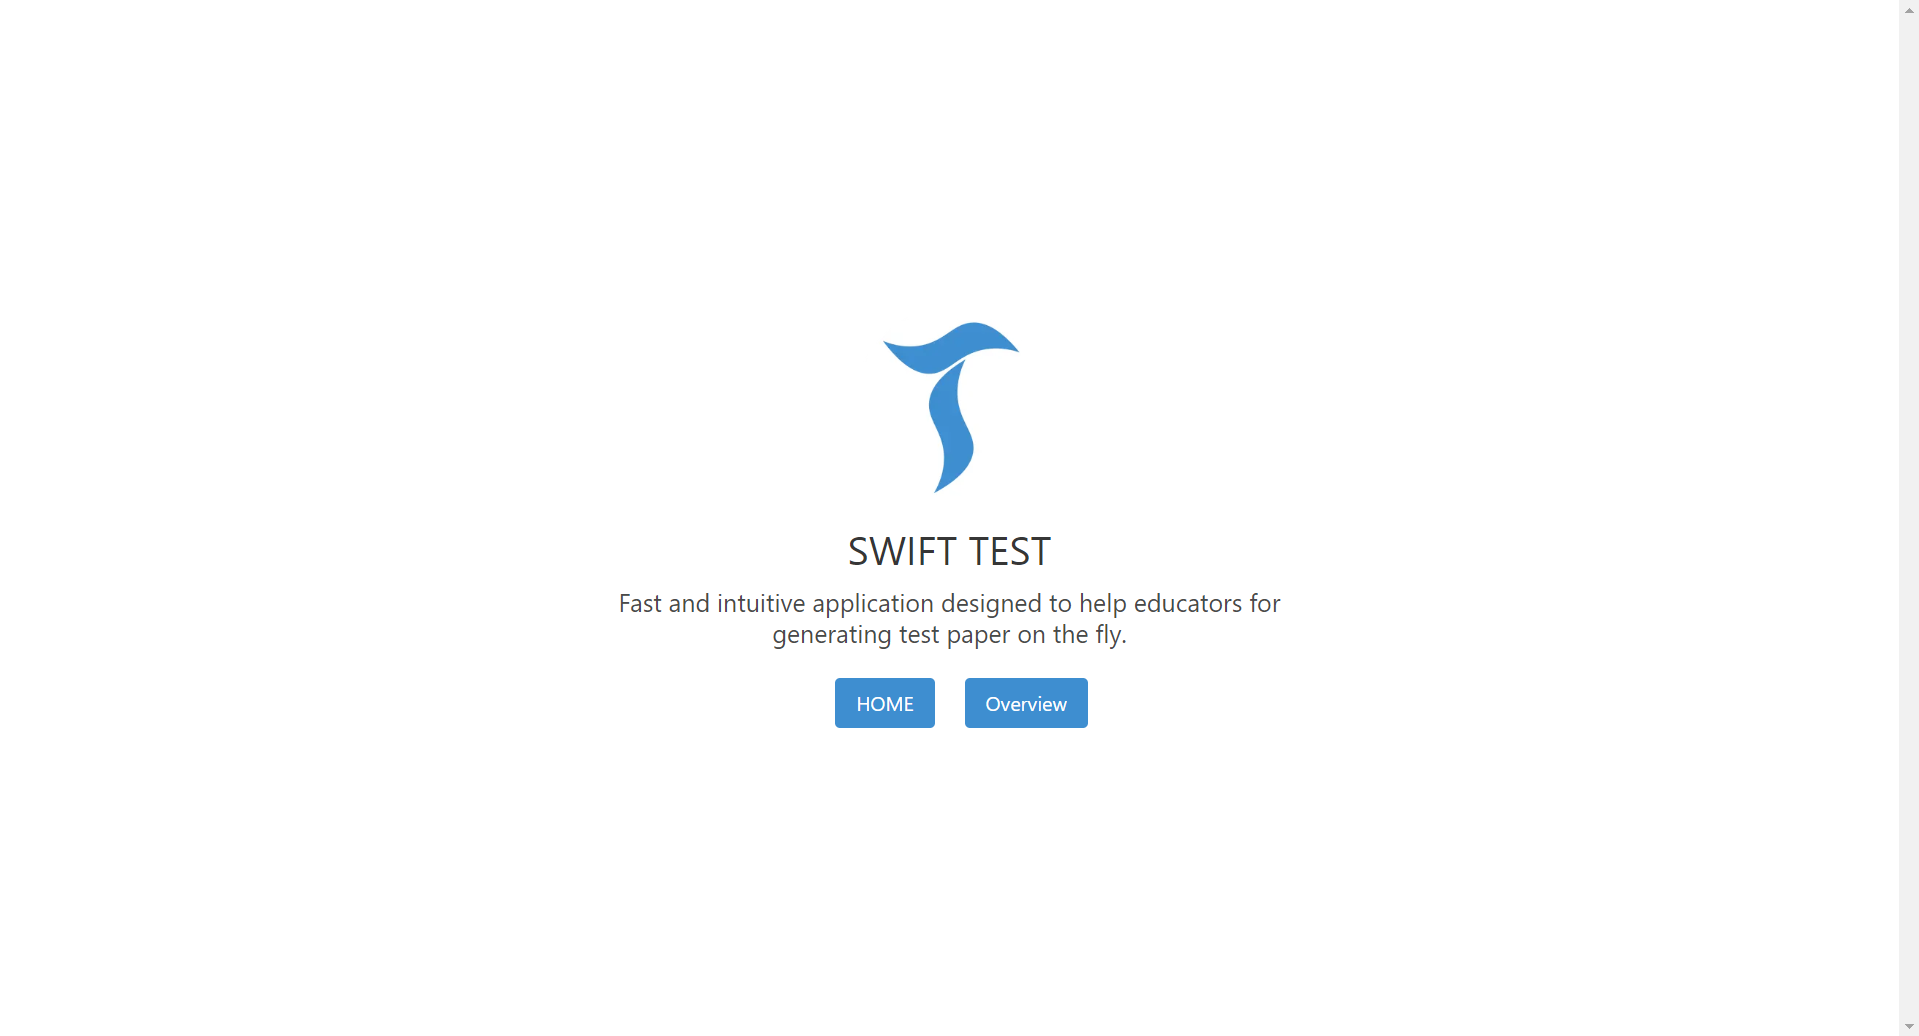 SWIFT TEST
Fast and intuitive application designed to help educators for
generating test paper on the fly.
HOME
Overview